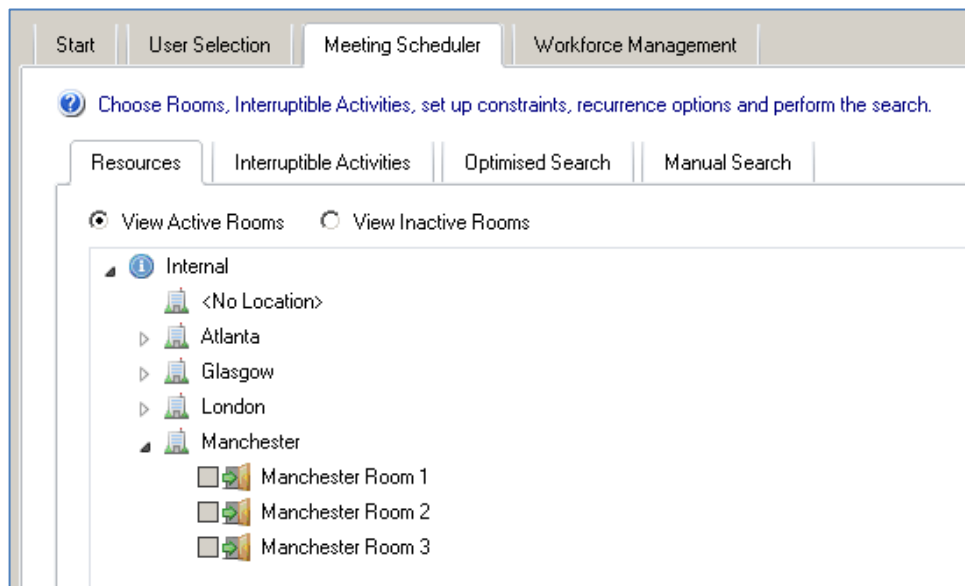 Start User Selection Meeting Scheduler Workforce Management
Choose Rooms, Interruptible Activities, set up constraints, recurrence options and perform the search.
Resources Interruptible Activities Optimised Search Manual Search
View Active Rooms View Inactive Rooms
Internal
<No Location>
Atlanta
Glasgow
London
Manchester
Manchester Room 1
Manchester Room 2
Manchester Room 3